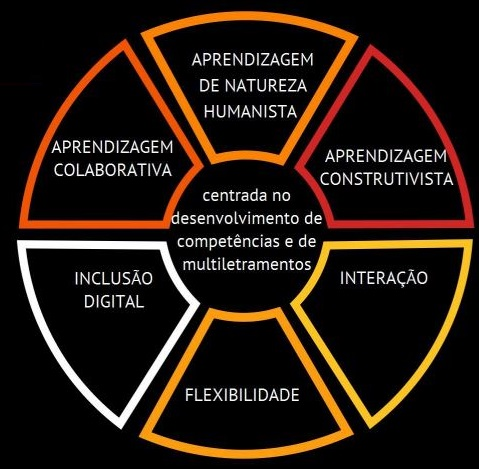 APRENDIZAGEM
DE NATUREZA
HUMANISTA
APRENDIZAGEM
COLABORATIVA
APRENDIZAGEM
CONSTRUTIVISTA
centrada no
desenvolvimento de
competências e de
multiletramentos
INCLUSÃO
DIGITAL
INTERAÇÃO
FLEXIBILIDADE